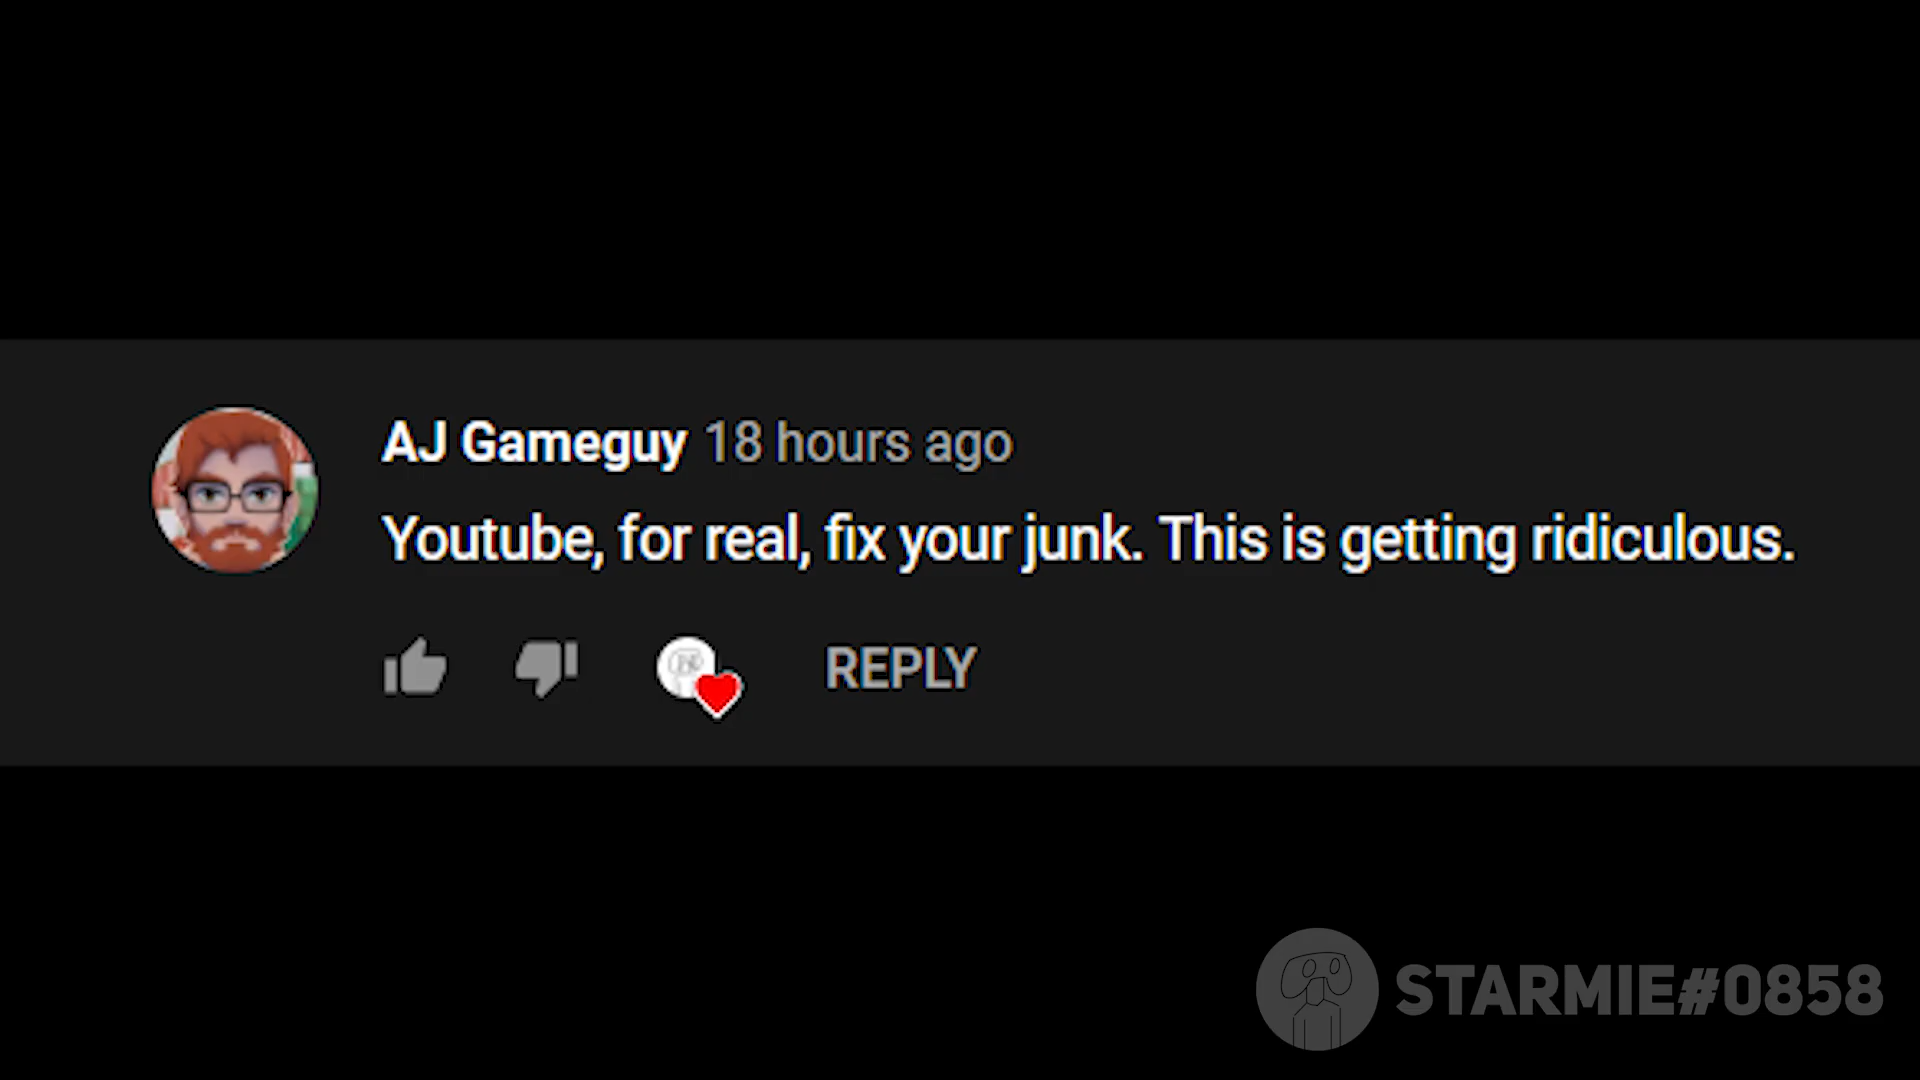 AJ Gameguy 18 hours ago
Youtube, for real, fix your junk. This is getting ridiculous.
REPLY
STARMIE#0858